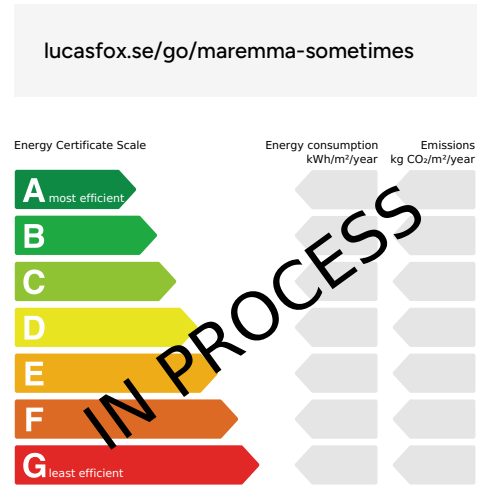 lucasfox.se/go/maremma-sometimes
Energy Certificate Scale
Energy consumption
kWh/m²/year
Emissions
kg CO₂/m²/year
A most efficient
B
C
D
E
F
G least efficient
IN PROCESS